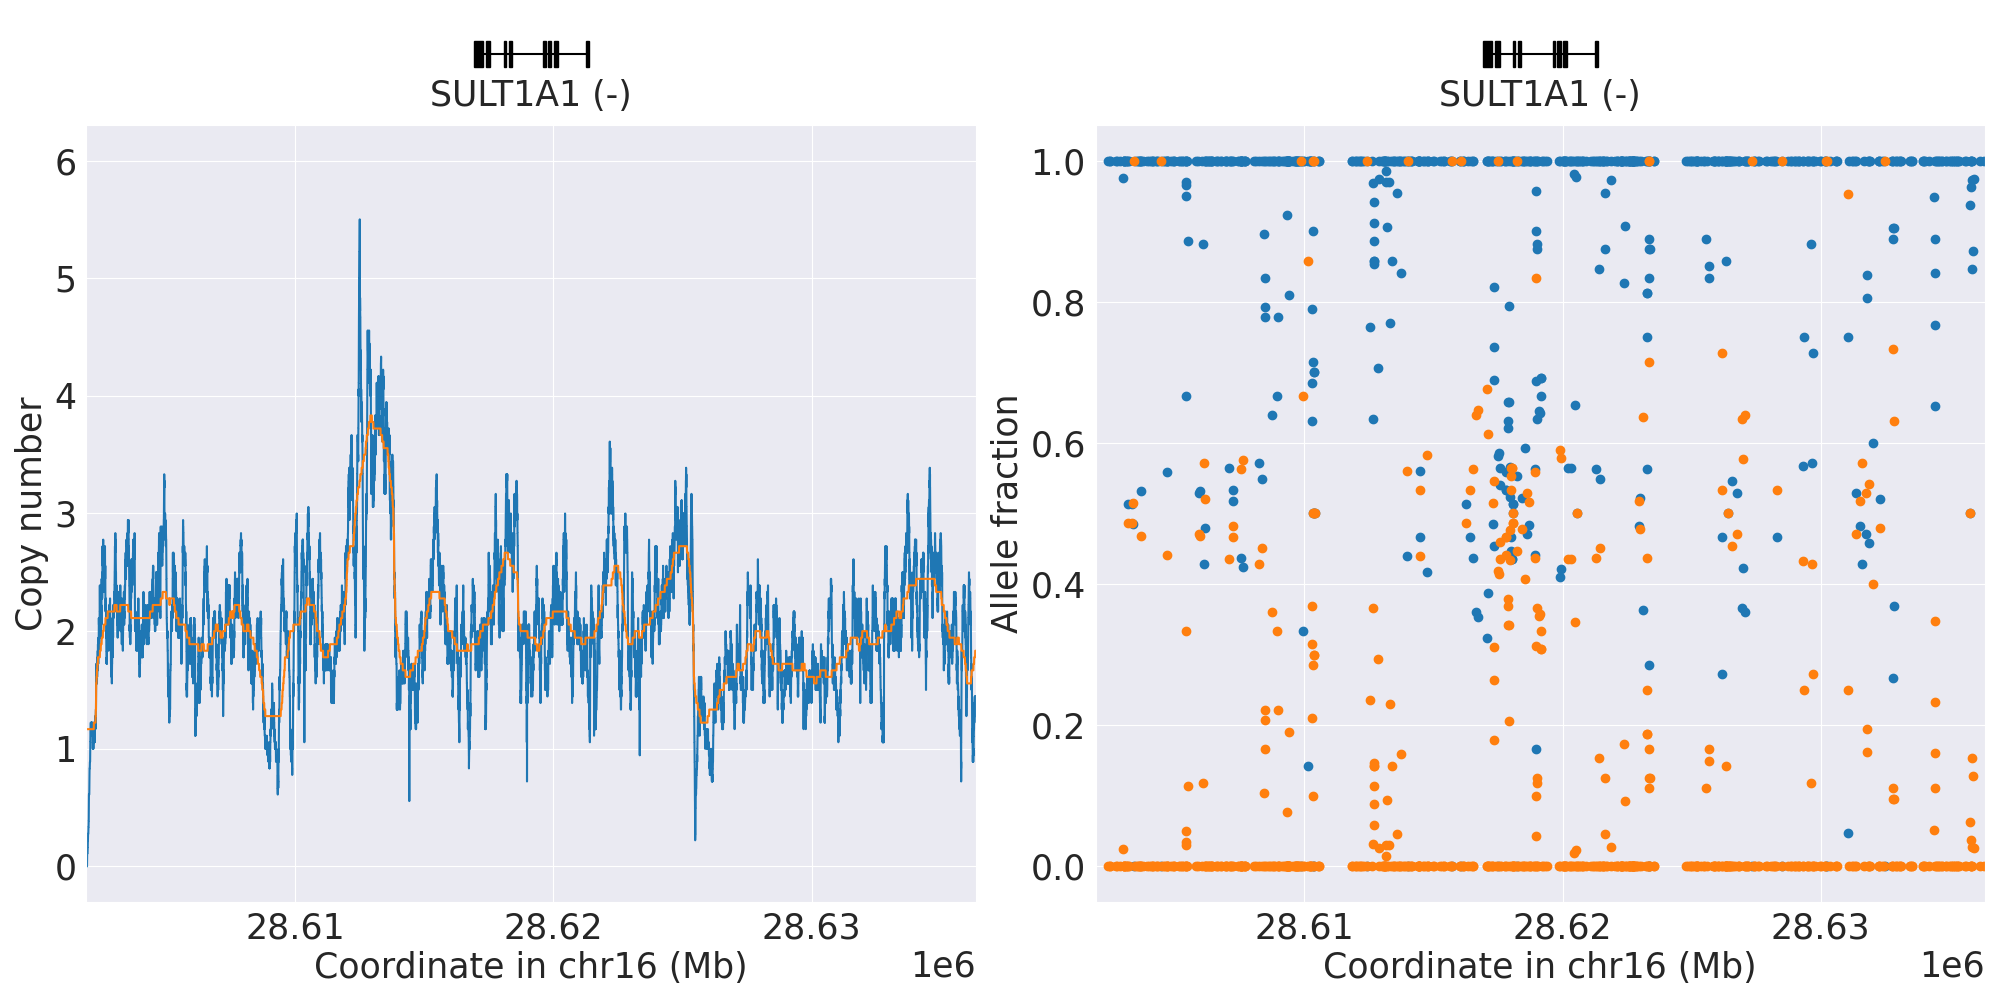 SULT1A1 (-)
SULT1A1 (-)
Copy number
6
5
4
3
2
1
0
28.61
28.62
28.63
Coordinate in chr16 (Mb)
1e6
Allele fraction
1.0
0.8
0.6
0.4
0.2
0.0
28.61
28.62
28.63
Coordinate in chr16 (Mb)
1e6